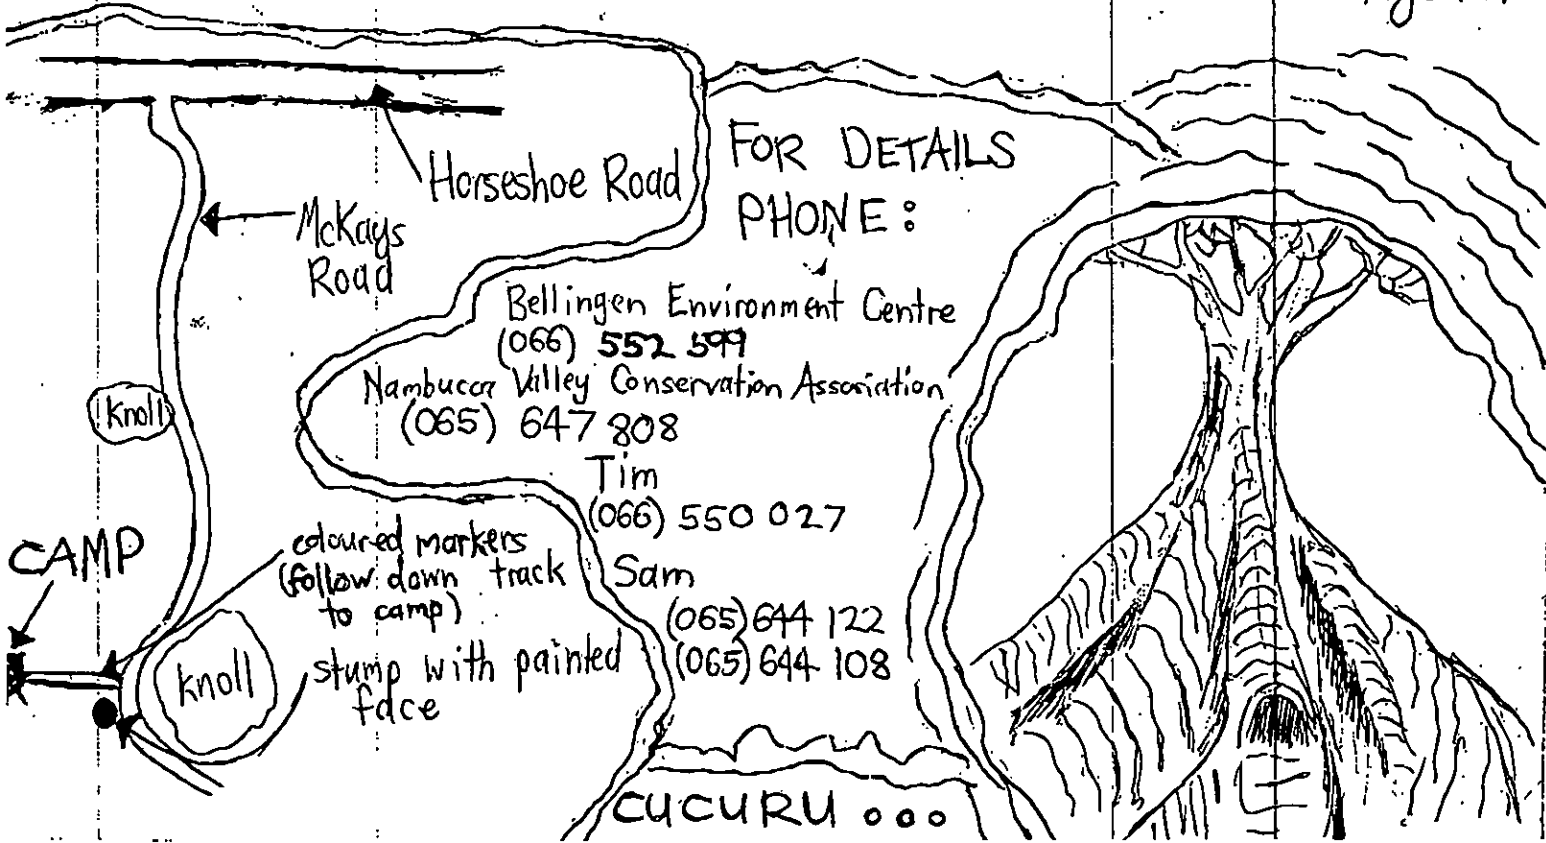 Horseshoe Road
McKays
Road
Knoll
CAMP
coloured markers
(follow down track
to camp)
Knoll
stump with painted
face
FOR DETAILS
PHONE:
Bellingen Environment Centre
(066) 552 599
Nambucca Valley Conservation Association
(065) 647 808
Tim
(066) 550 027
Sam
(065) 644 122
(065) 644 108
CUCURU ...